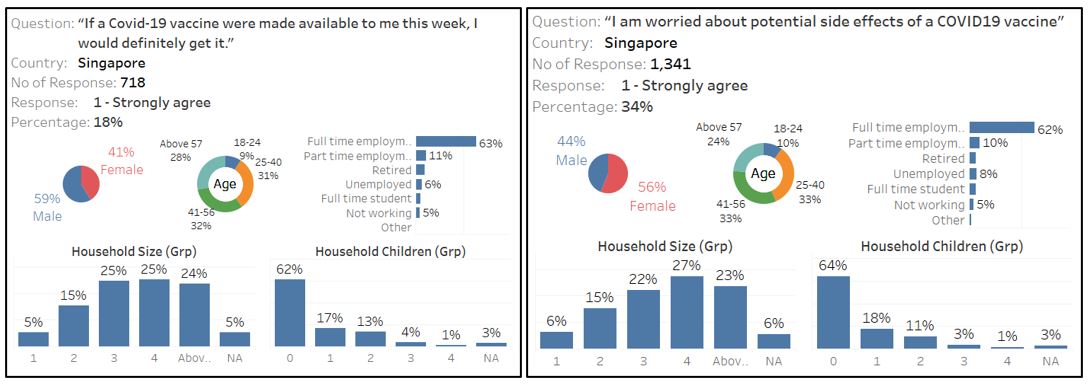 Question: “If a Covid-19 vaccine were made available to me this week, I
would definitely get it.”
Country: Singapore
No of Response: 718
Response: 1 - Strongly agree
Percentage: 18%
41%
Female
59%
Male
Above 57
28%
18-24
9%
25-40
31%
41-56
32%
Age
Full time employm.. 63%
Part time employm.. 11%
Retired
Unemployed 6%
Full time student
Not working 5%
Other
Household Size (Grp)
5% 15% 25% 25% 24% 5%
1 2 3 4 Abov.. NA
Household Children (Grp)
62% 17% 13% 4% 1% 3%
0 1 2 3 4 NA
Question: “I am worried about potential side effects of a COVID19 vaccine”
Country: Singapore
No of Response: 1,341
Response: 1 - Strongly agree
Percentage: 34%
44%
Male
56%
Female
Above 57
24%
18-24
10%
25-40
33%
41-56
33%
Age
Full time employm.. 62%
Part time employm.. 10%
Retired
Unemployed 8%
Full time student
Not working 5%
Other
Household Size (Grp)
6% 15% 22% 27% 23% 6%
1 2 3 4 Abov.. NA
Household Children (Grp)
64% 18% 11% 3% 1% 3%
0 1 2 3 4 NA